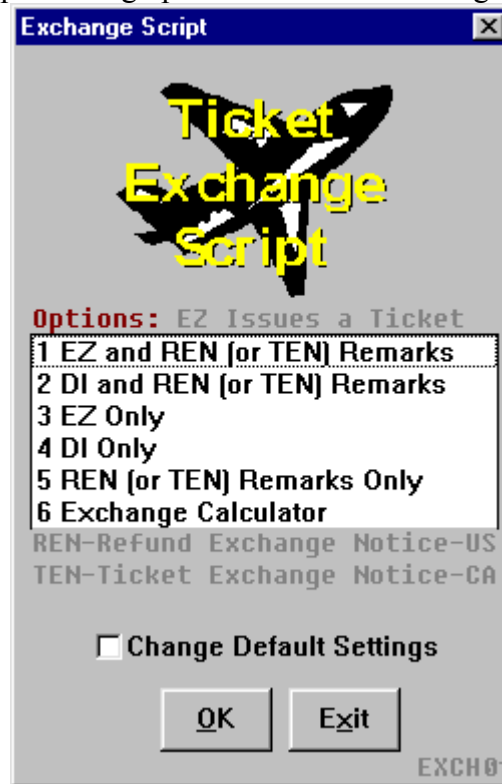 Exchange Script
Ticket
Exchange
Script
Options: EZ Issues a Ticket
1 EZ and REN (or TEN) Remarks
2 DI and REN (or TEN) Remarks
3 EZ Only
4 DI Only
5 REN (or TEN) Remarks Only
6 Exchange Calculator
REN-Refund Exchange Notice-US
TEN-Ticket Exchange Notice-CA
Change Default Settings
OK Exit
EXCH0